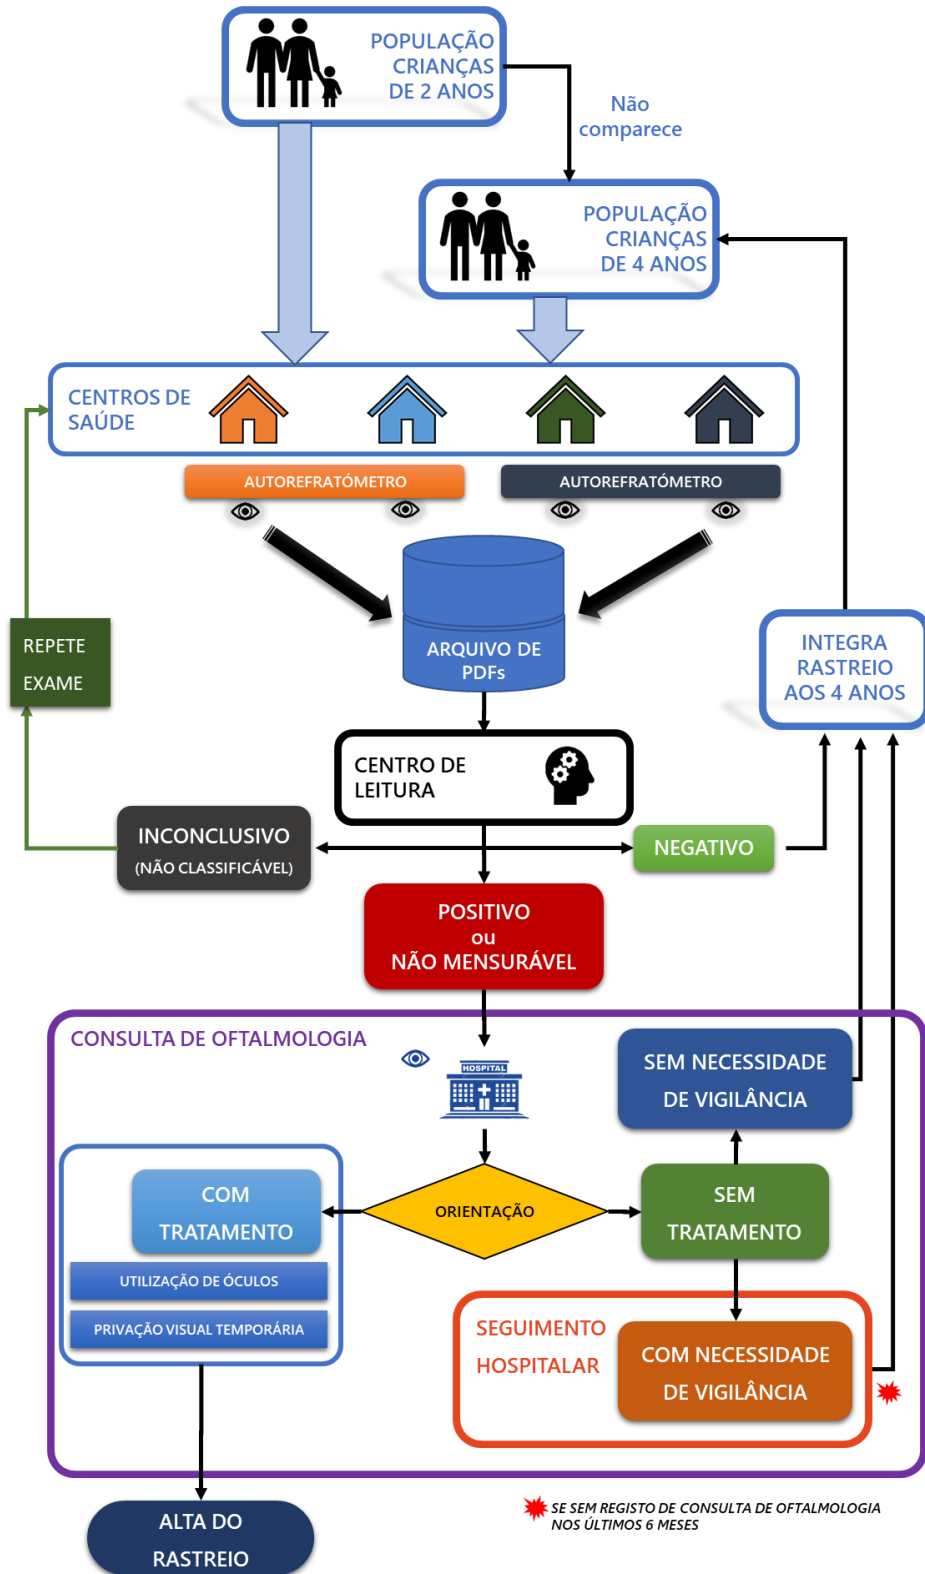 POPULAÇÃO
CRIANÇAS
DE 2 ANOS
Não
comparece
POPULAÇÃO
CRIANÇAS
DE 4 ANOS
CENTROS DE
SAÚDE
AUTOREFRATÓMETRO
AUTOREFRATÓMETRO
ARQUIVO DE
PDFs
REPETE
EXAME
INTEGRA
RASTREIO
AOS 4 ANOS
CENTRO DE
LEITURA
INCONCLUSIVO
(NÃO CLASSIFICÁVEL)
NEGATIVO
POSITIVO
ou
NÃO MENSURÁVEL
CONSULTA DE OFTALMOLOGIA
HOSPITAL
SEM NECESSIDADE
DE VIGILÂNCIA
COM
TRATAMENTO
ORIENTAÇÃO
SEM
TRATAMENTO
UTILIZAÇÃO DE ÓCULOS
PRIVAÇÃO VISUAL TEMPORÁRIA
SEGUIMENTO
HOSPITALAR
COM NECESSIDADE
DE VIGILÂNCIA
ALTA DO
RASTREIO
SE SEM REGISTO DE CONSULTA DE OFTALMOLOGIA
NOS ÚLTIMOS 6 MESES